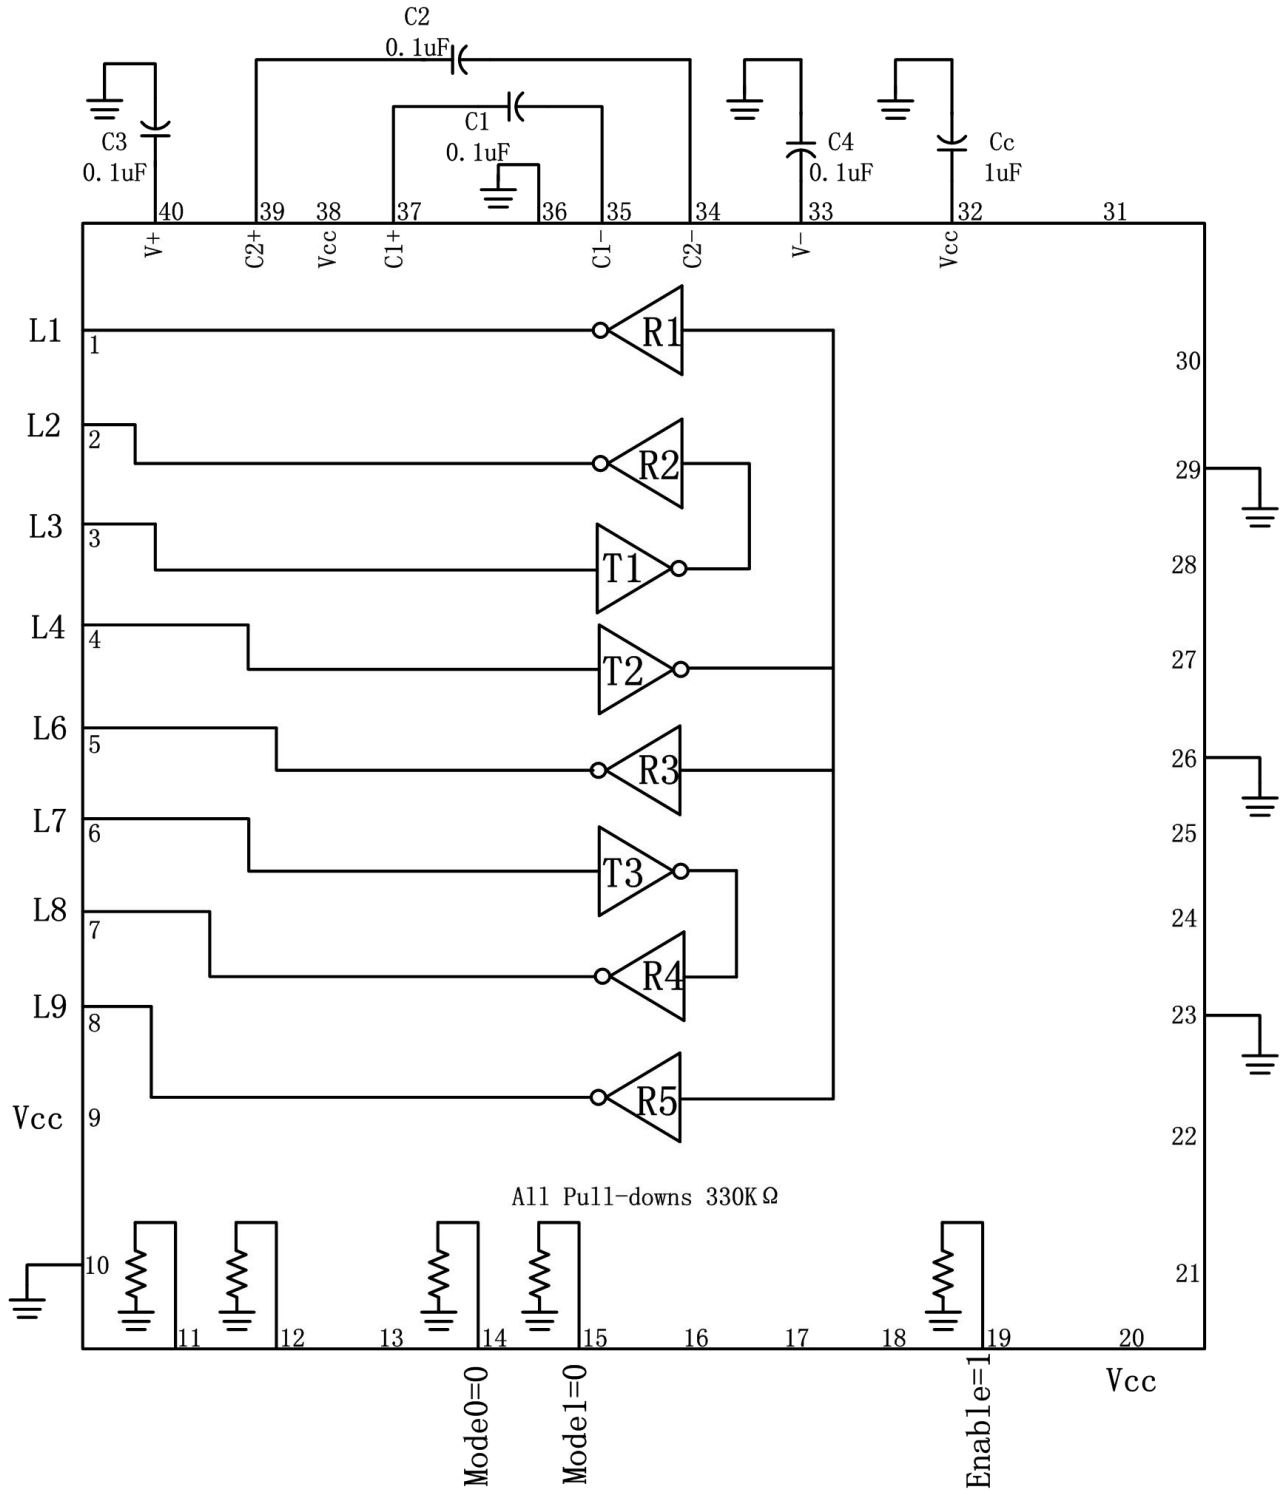 C2
0.1uF
C1
0.1uF
C3
0.1uF
C4
0.1uF
Cc
1uF
40 39 38 37 36 35 34 33 32 31
V+ C2+ Vcc C1+ C1- C2- V- Vcc
L1 1 R1
30
L2 2 R2
29
L3 3 T1
28
L4 4 T2
27
L6 5 R3
26
L7 6 T3
25
L8 7 R4
24
L9 8 R5
23
Vcc 9
22
All Pull-downs 330KΩ
10
21
11 12 13 14 15 16 17 18 19 20
Mode0=0
Mode1=0
Enable=1
Vcc